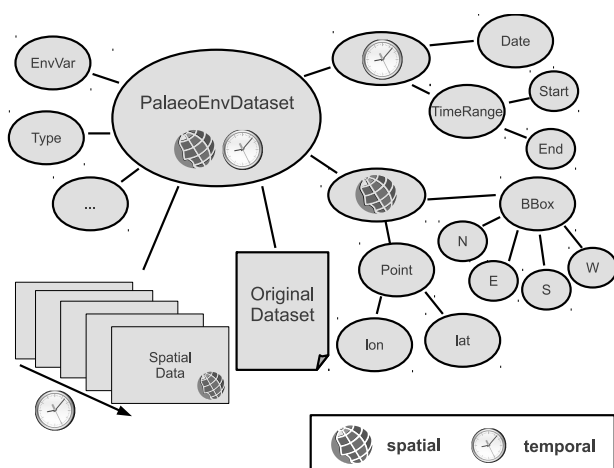 EnvVar
Type
...
PalaeoEnvDataset
Date
TimeRange
Start
End
BBox
N
E
S
W
Point
lon
lat
Original
Dataset
Spatial
Data
spatial
temporal